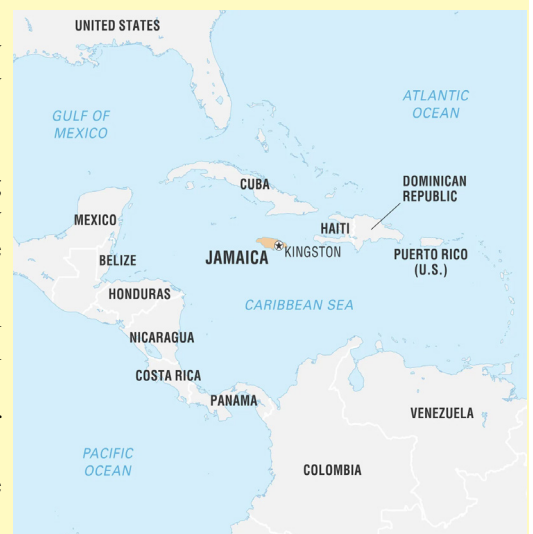 UNITED STATES
ATLANTIC
OCEAN
GULF OF
MEXICO
CUBA
DOMINICAN
REPUBLIC
MEXICO
HAITI
JAMAICA
KINGSTON
PUERTO RICO
(U.S.)
BELIZE
HONDURAS
CARIBBEAN SEA
NICARAGUA
COSTA RICA
PANAMA
VENEZUELA
PACIFIC
OCEAN
COLOMBIA